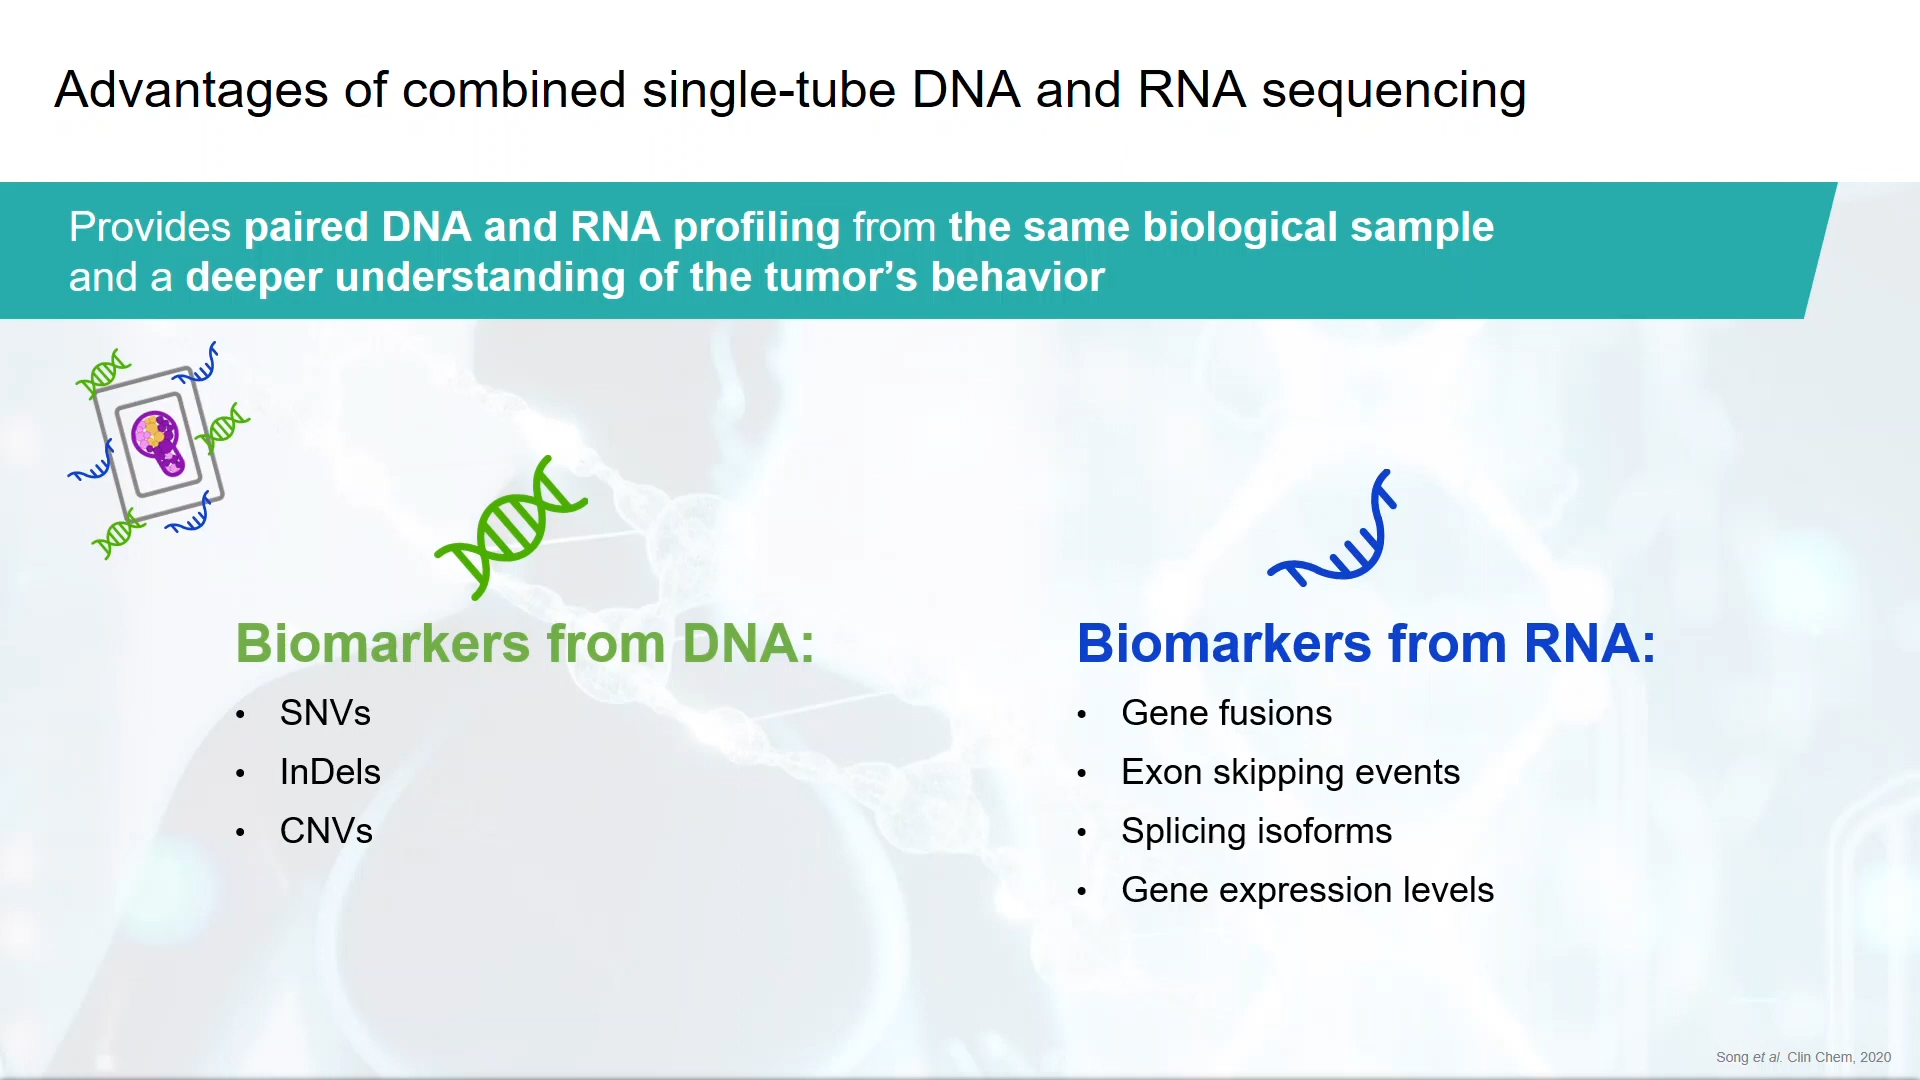 Advantages of combined single-tube DNA and RNA sequencing
Provides paired DNA and RNA profiling from the same biological sample
and a deeper understanding of the tumor’s behavior
Biomarkers from DNA:
• SNVs
• InDels
• CNVs
Biomarkers from RNA:
• Gene fusions
• Exon skipping events
• Splicing isoforms
• Gene expression levels
Song et al. Clin Chem, 2020